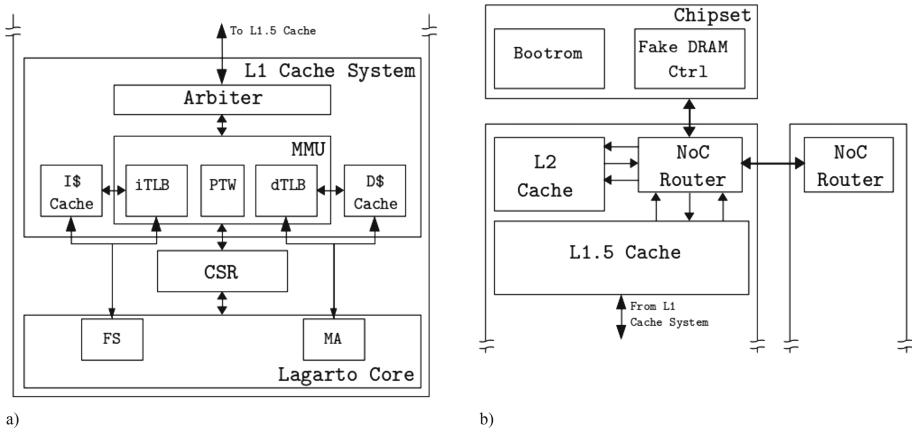 To L1.5 Cache
L1 Cache System
Arbiter
MMU
I$
Cache
iTLB
PTW
dTLB
D$
Cache
CSR
FS
MA
Lagarto Core
a)
Chipset
Bootrom
Fake DRAM
Ctrl
L2
Cache
NoC
Router
NoC
Router
L1.5 Cache
From L1
Cache System
b)